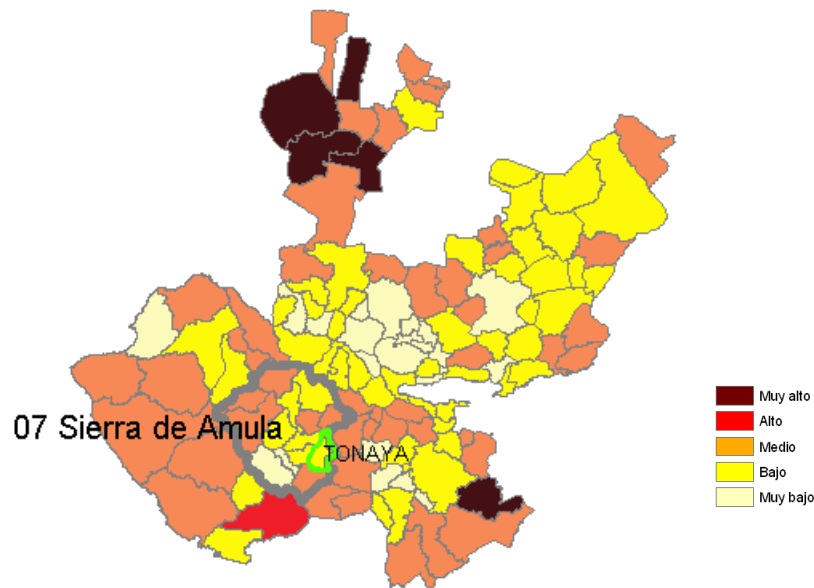 07 Sierra de Amula
TONAYA
Muy alto
Alto
Medio
Bajo
Muy bajo